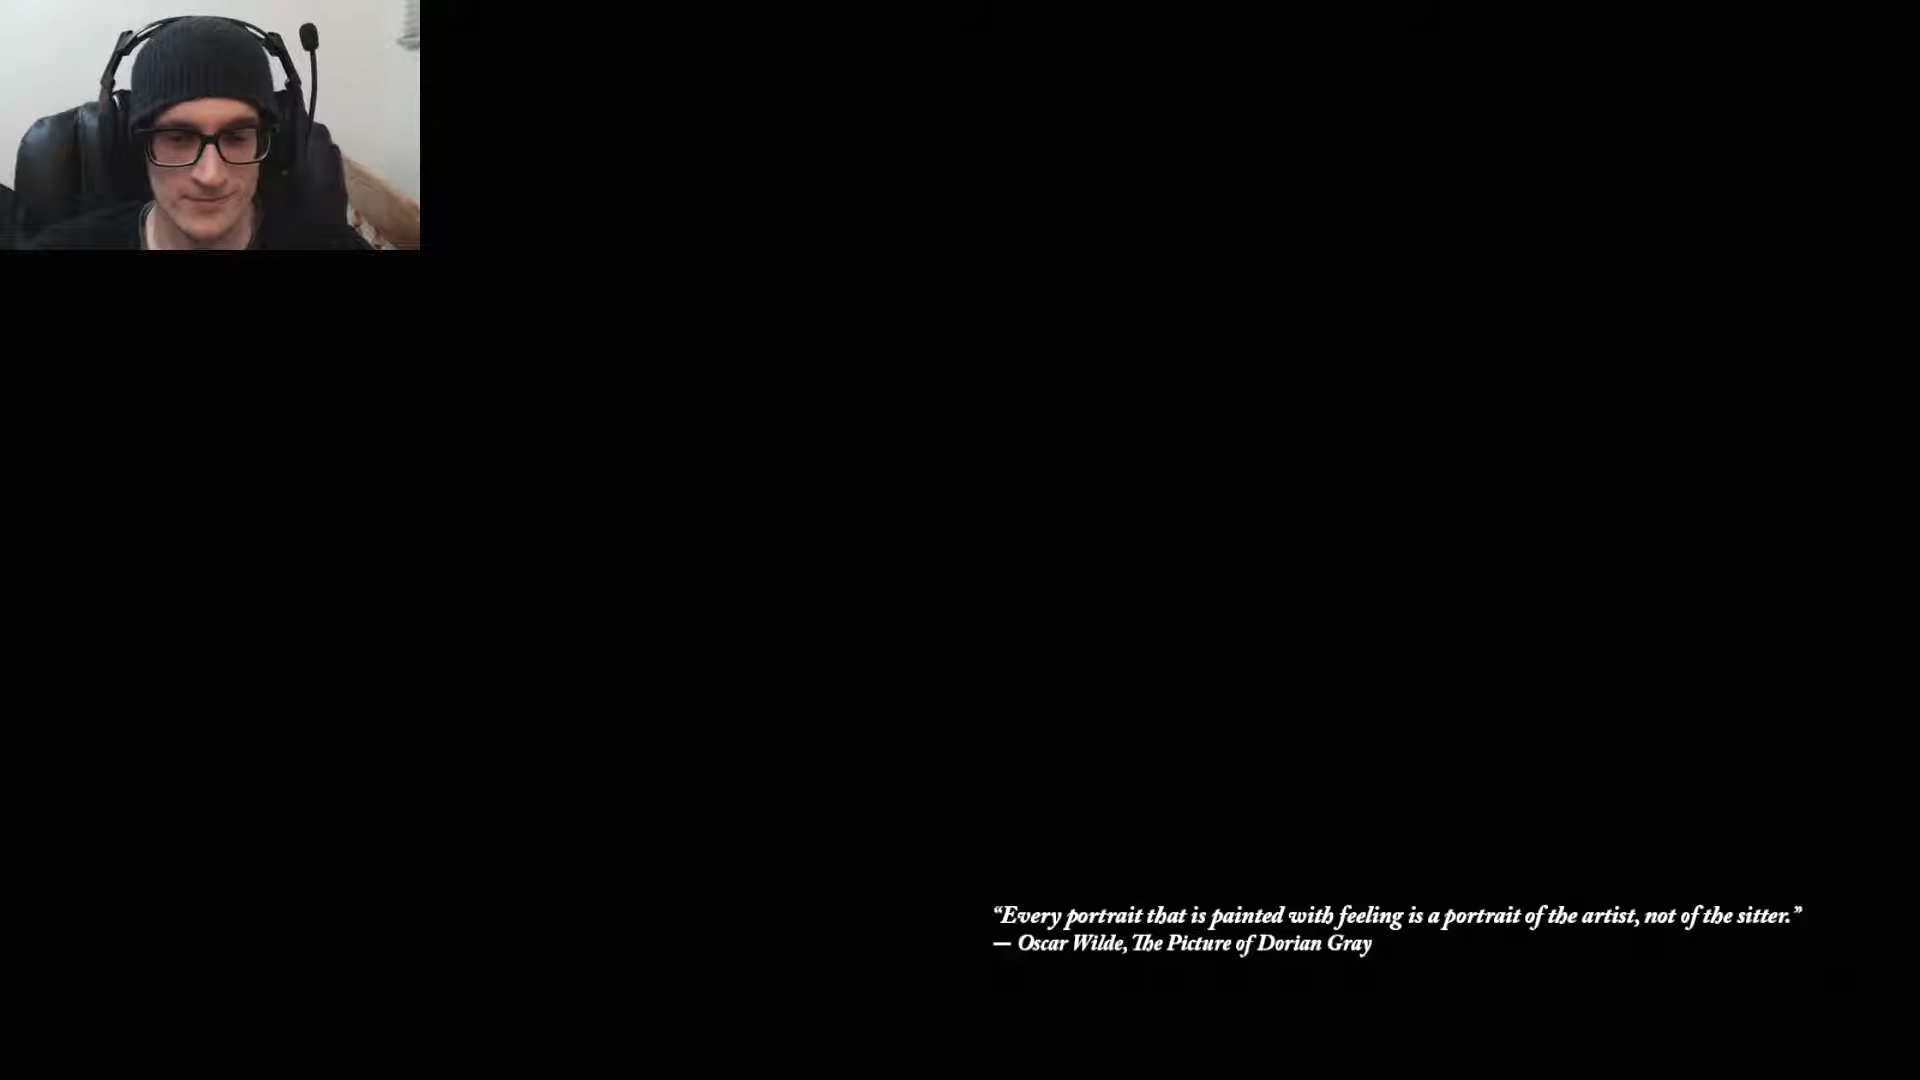 “Every portrait that is painted with feeling is a portrait of the artist, not of the sitter.”
— Oscar Wilde, The Picture of Dorian Gray